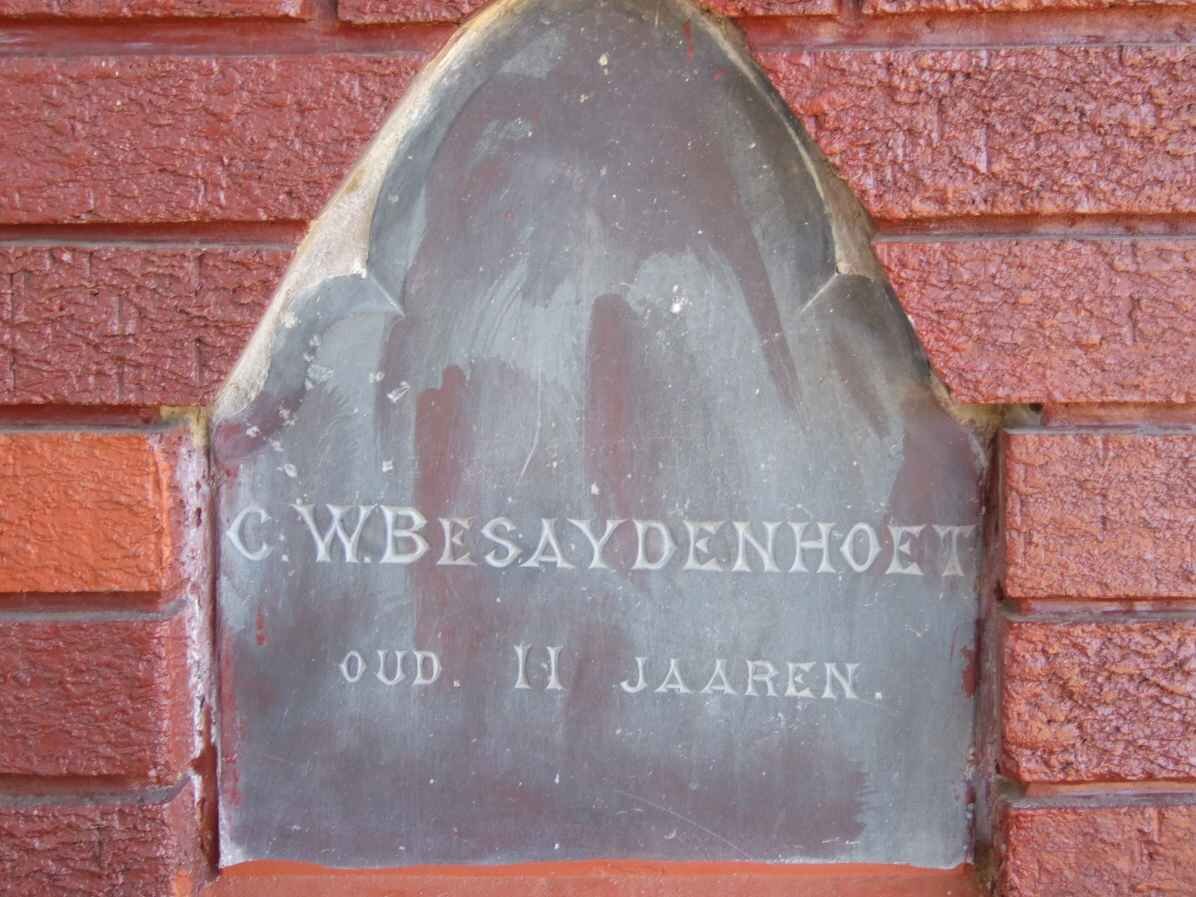 C. W. BESAYDENHOET
OUD. 11 JAAREN.